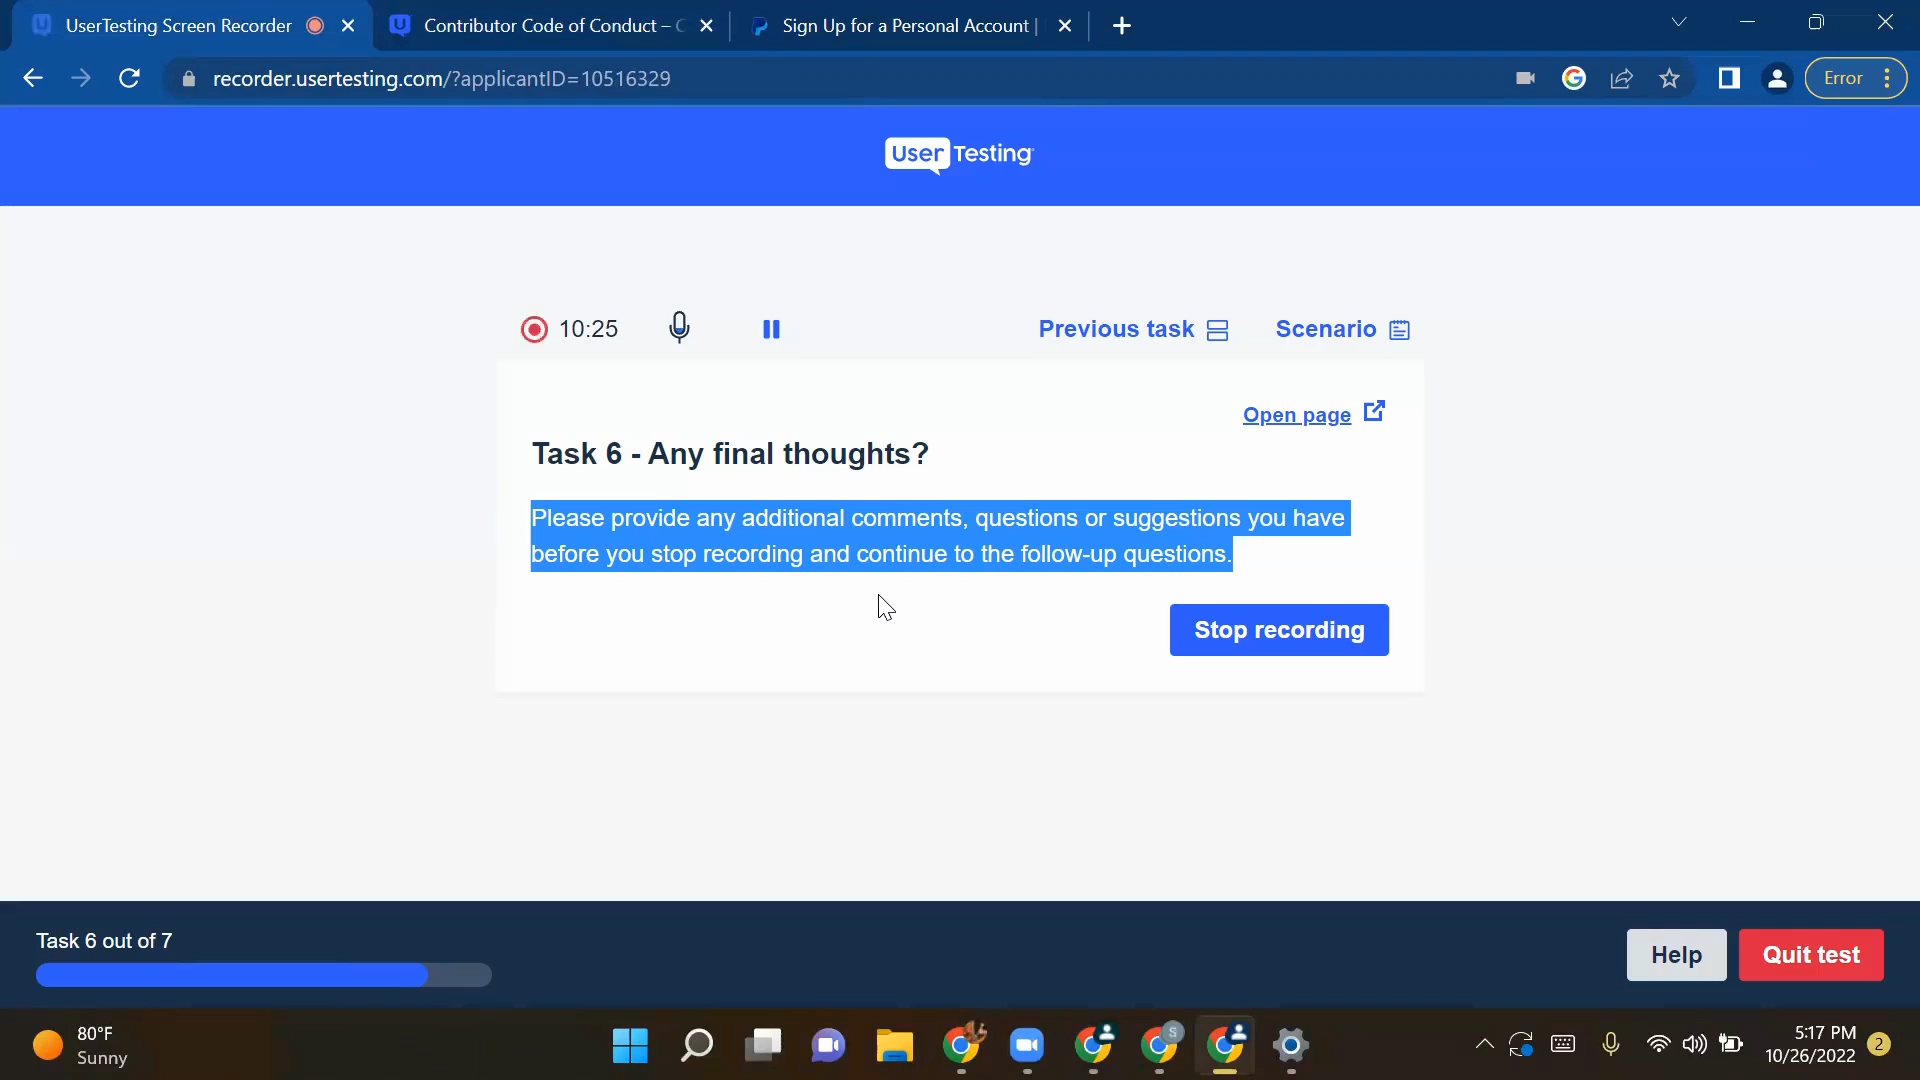 UserTesting Screen Recorder
Contributor Code of Conduct – C
Sign Up for a Personal Account |
recorder.usertesting.com/?applicantID=10516329
Error
User Testing
10:25
Previous task
Scenario
Open page
Task 6 - Any final thoughts?
Please provide any additional comments, questions or suggestions you have
before you stop recording and continue to the follow-up questions.
Stop recording
Task 6 out of 7
Help
Quit test
80°F
Sunny
S
5:17 PM
10/26/2022
2